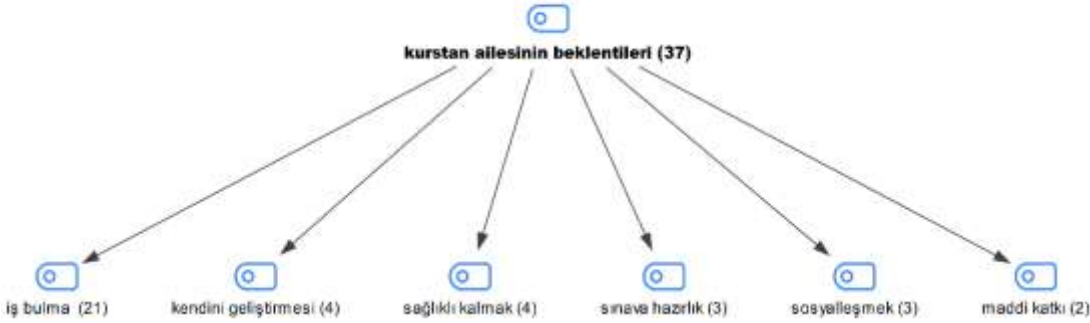 kurstan ailesinin beklentileri (37)
iş bulma (21)
kendini geliştirmesi (4)
sağlıklı kalmak (4)
sınava hazırlık (3)
sosyalleşmek (3)
maddi katkı (2)